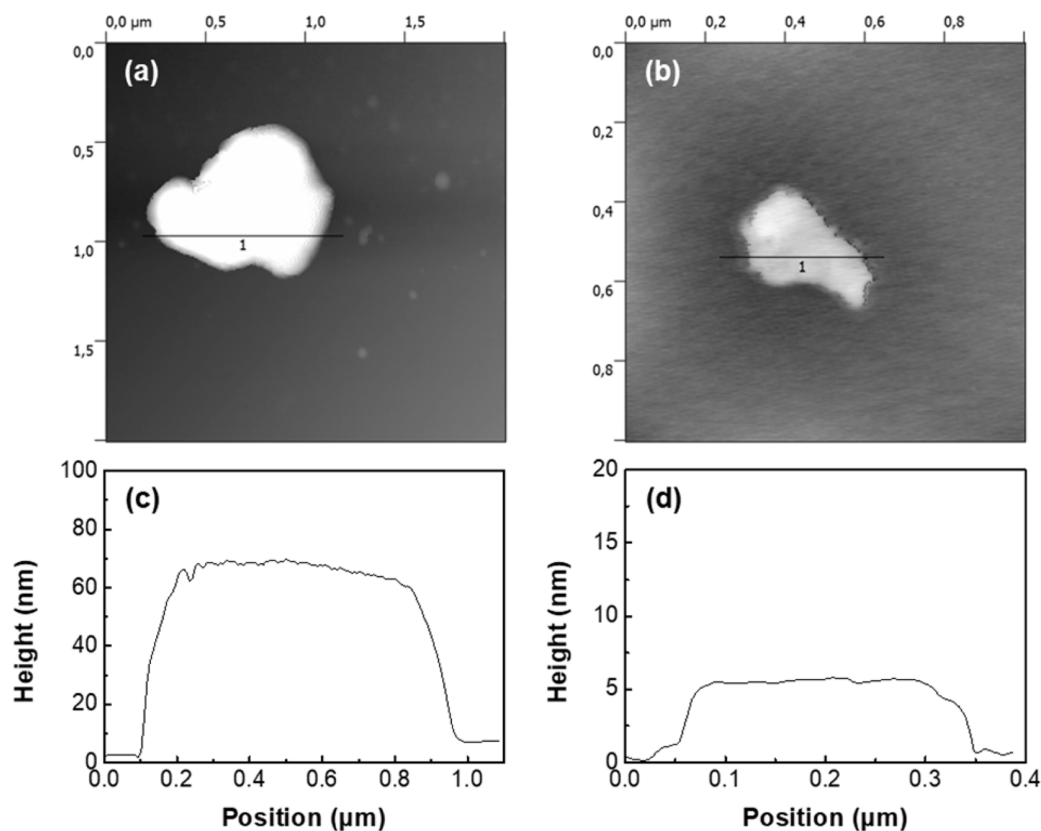 0,0 µm 0,5 1,0 1,5
0,0 µm 0,2 0,4 0,6 0,8
0,0
0,5
1,0
1,5
(a)
1
0,0
0,2
0,4
0,6
0,8
(b)
1
100
80
60
40
20
0
Height (nm)
(c)
0.0 0.2 0.4 0.6 0.8 1.0
Position (µm)
20
15
10
5
0
Height (nm)
(d)
0.0 0.1 0.2 0.3 0.4
Position (µm)